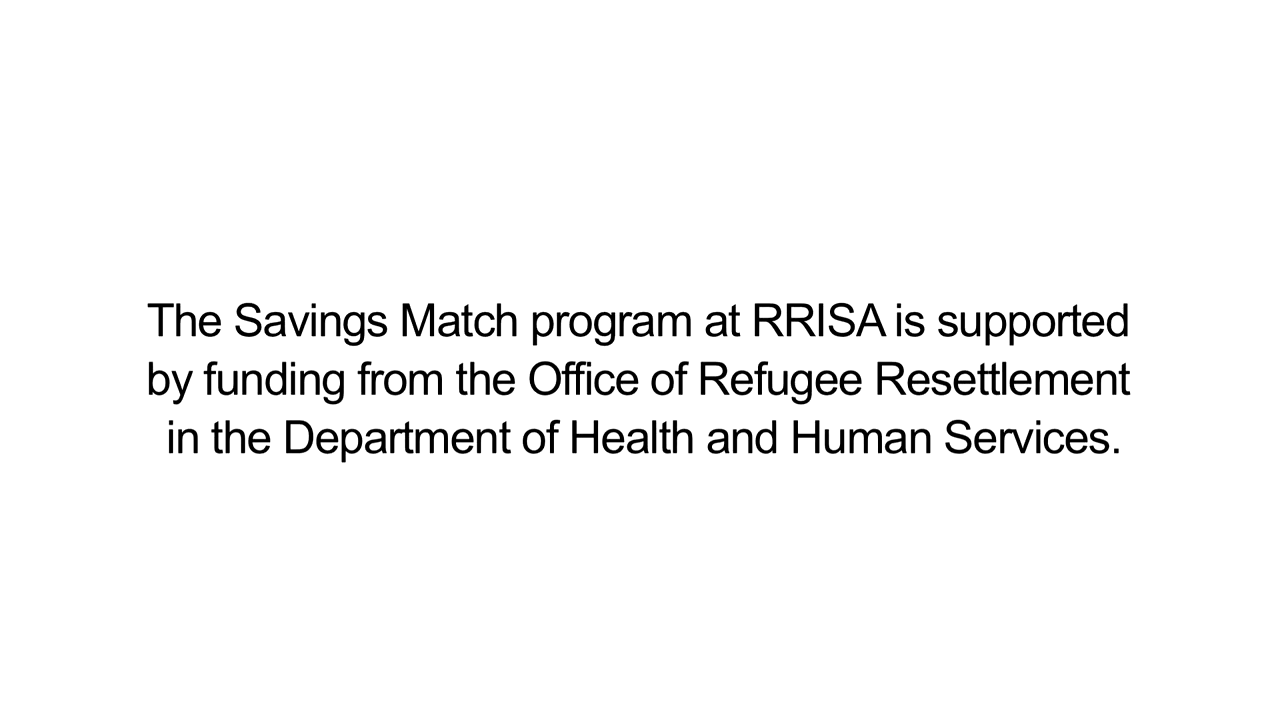 The Savings Match program at RRISA is supported
by funding from the Office of Refugee Resettlement
in the Department of Health and Human Services.